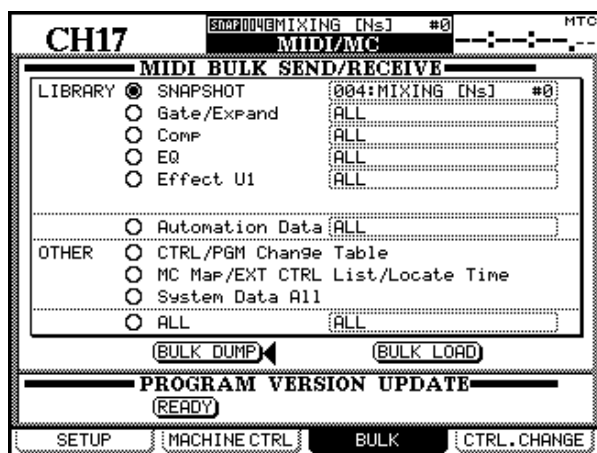 CH17
SNAP 004 MIXING [Ns] #0
MIDI/MC
MTC
--:--:--.--
MIDI BULK SEND/RECEIVE
LIBRARY SNAPSHOT 004:MIXING [Ns] #0
Gate/Expand ALL
Comp ALL
EQ ALL
Effect U1 ALL
Automation Data ALL
OTHER CTRL/PGM Change Table
MC Map/EXT CTRL List/Locate Time
System Data All
ALL ALL
BULK DUMP BULK LOAD
PROGRAM VERSION UPDATE
READY
SETUP MACHINE CTRL BULK CTRL.CHANGE